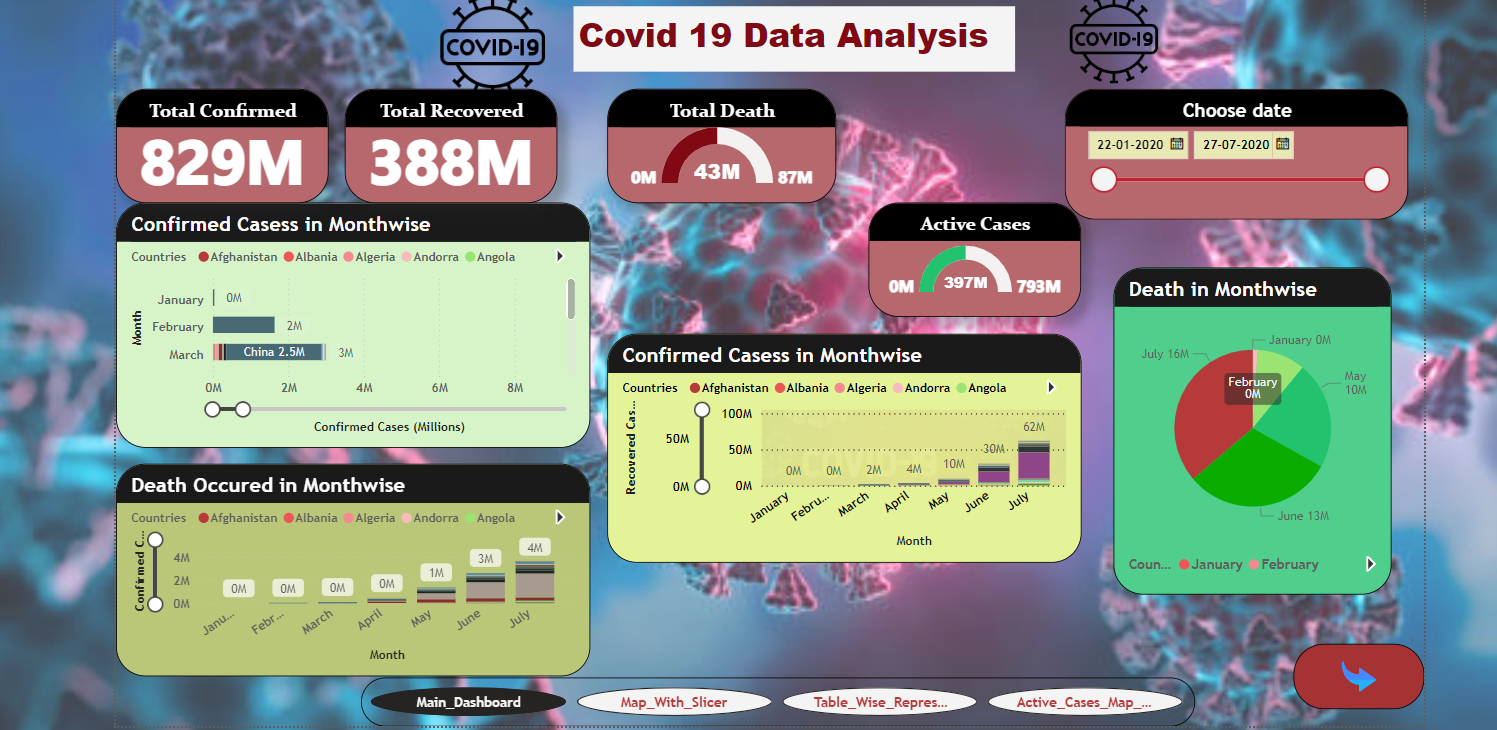 COVID-19
Covid 19 Data Analysis
COVID-19
Total Confirmed
829M
Total Recovered
388M
Total Death
0M
43M
87M
Choose date
22-01-2020
27-07-2020
Confirmed Casess in Monthwise
Countries Afghanistan Albania Algeria Andorra Angola
Month
January 0M
February 2M
March China 2.5M 3M
0M 2M 4M 6M 8M
Confirmed Cases (Millions)
Active Cases
0M
397M
793M
Confirmed Casess in Monthwise
Countries Afghanistan Albania Algeria Andorra Angola
Recovered Cas...
50M
0M
100M
50M
0M
0M 0M 2M 4M 10M 30M 62M
January Febru... March April May June July
Month
Death in Monthwise
January 0M
July 16M
May
10M
February
0M
June 13M
Coun... January February
Death Occured in Monthwise
Countries Afghanistan Albania Algeria Andorra Angola
Confirmed C...
4M
2M
0M
0M 0M 0M 0M 1M 3M 4M
Janu... Febr... March April May June July
Month
Main_Dashboard
Map_With_Slicer
Table_Wise_Repres...
Active_Cases_Map_...